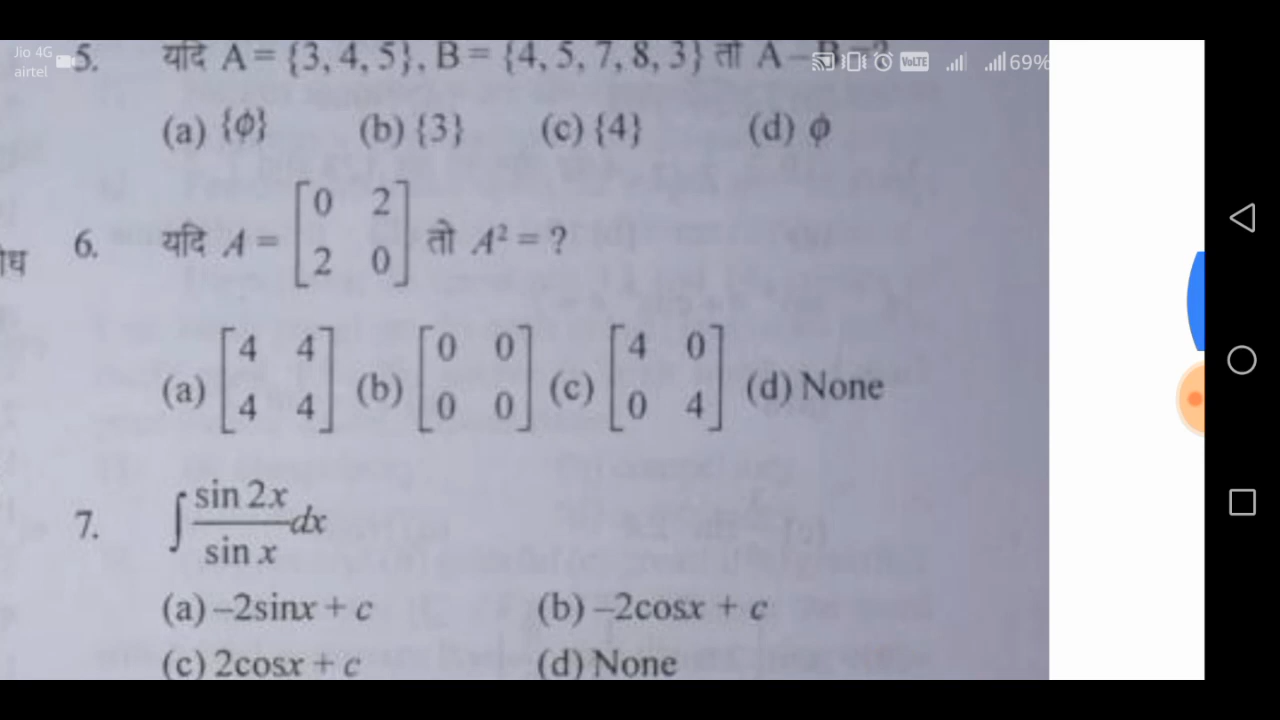 Jio 4G
airtel
69%
VoLTE
5. यदि A = {3, 4, 5}, B = {4, 5, 7, 8, 3} तो A – B = ?
(a) {ϕ} (b) {3} (c) {4} (d) ϕ
6. यदि A = [0 2
2 0] तो A² = ?
(a) [4 4
4 4] (b) [0 0
0 0] (c) [4 0
0 4] (d) None
7. ∫ sin 2x / sin x dx
(a) –2sinx + c (b) –2cosx + c
(c) 2cosx + c (d) None